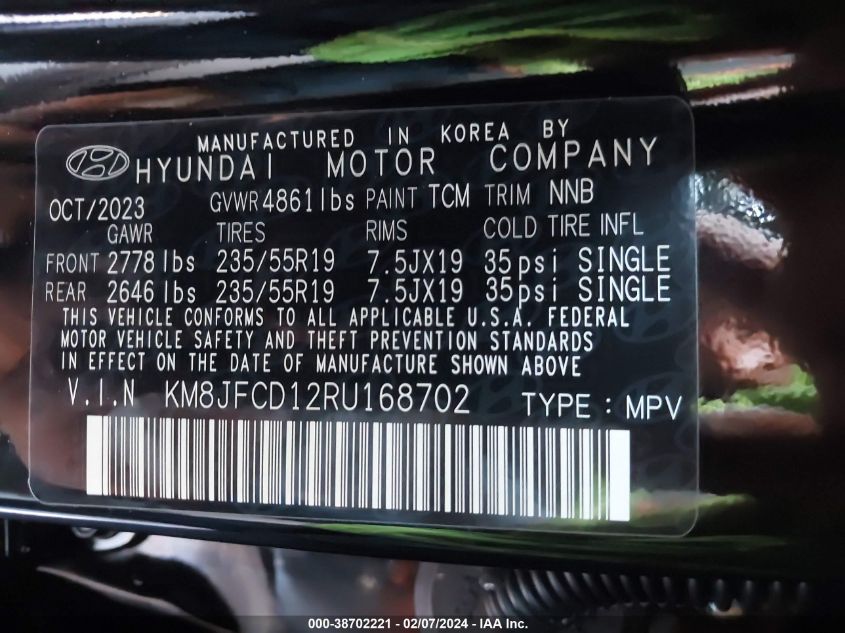 MANUFACTURED IN KOREA BY
HYUNDAI MOTOR COMPANY
OCT/2023 GVWR 4861lbs PAINT TCM TRIM NNB
GAWR TIRES RIMS COLD TIRE INFL
FRONT 2778 lbs 235/55R19 7.5JX19 35psi SINGLE
REAR 2646 lbs 235/55R19 7.5JX19 35psi SINGLE
THIS VEHICLE CONFORMS TO ALL APPLICABLE U.S.A. FEDERAL
MOTOR VEHICLE SAFETY AND THEFT PREVENTION STANDARDS
IN EFFECT ON THE DATE OF MANUFACTURE SHOWN ABOVE
V.I.N KM8JFCD12RU168702 TYPE : MPV
000-38702221 - 02/07/2024 - IAA Inc.